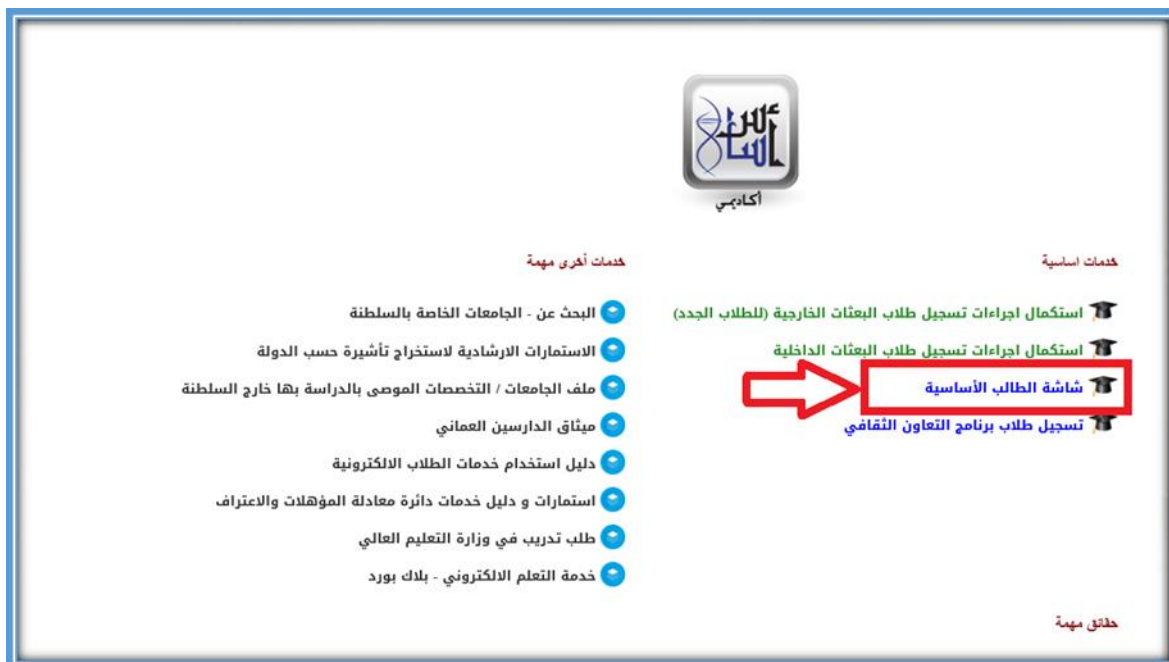 أساس
أكاديمي
خدمات اساسية
استكمال اجراءات تسجيل طلاب البعثات الخارجية (للطلاب الجدد)
استكمال اجراءات تسجيل طلاب البعثات الداخلية
شاشة الطالب الأساسية
تسجيل طلاب برنامج التعاون الثقافي
خدمات أخرى مهمة
البحث عن - الجامعات الخاصة بالسلطنة
الاستمارات الارشادية لاستخراج تأشيرة حسب الدولة
ملف الجامعات / التخصصات الموصى بالدراسة بها خارج السلطنة
ميثاق الدارسين العماني
دليل استخدام خدمات الطلاب الالكترونية
استمارات و دليل خدمات دائرة معادلة المؤهلات والاعتراف
طلب تدريب في وزارة التعليم العالي
خدمة التعلم الالكتروني - بلاك بورد
حقائق مهمة